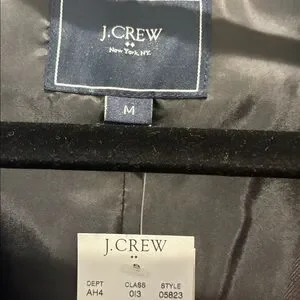 J.CREW
New York, NY.
M
J.CREW
DEPT CLASS STYLE
AH4 013 05823